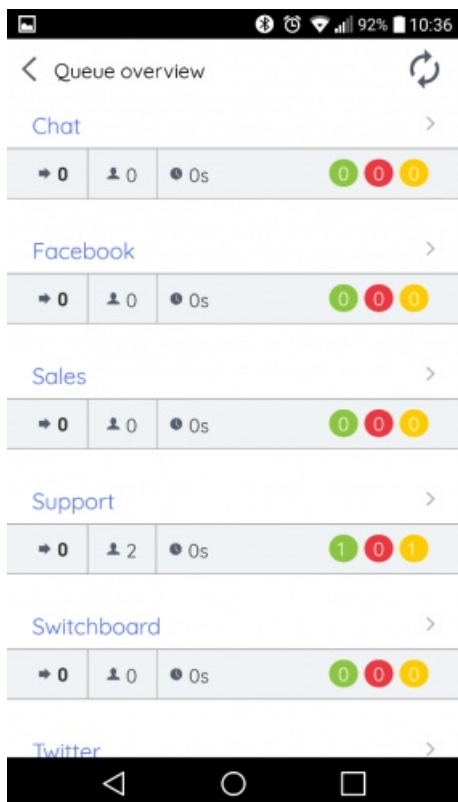 92% 10:36
Queue overview
Chat
0 0 0s 0 0 0
Facebook
0 0 0s 0 0 0
Sales
0 0 0s 0 0 0
Support
0 2 0s 1 0 1
Switchboard
0 0 0s 0 0 0
Twitter